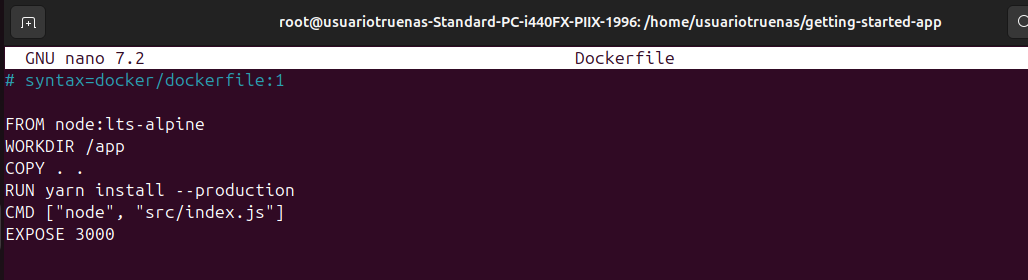 root@usuariotruenas-Standard-PC-i440FX-PIIX-1996: /home/usuariotruenas/getting-started-app
GNU nano 7.2 Dockerfile
# syntax=docker/dockerfile:1
FROM node:lts-alpine
WORKDIR /app
COPY . .
RUN yarn install --production
CMD ["node", "src/index.js"]
EXPOSE 3000